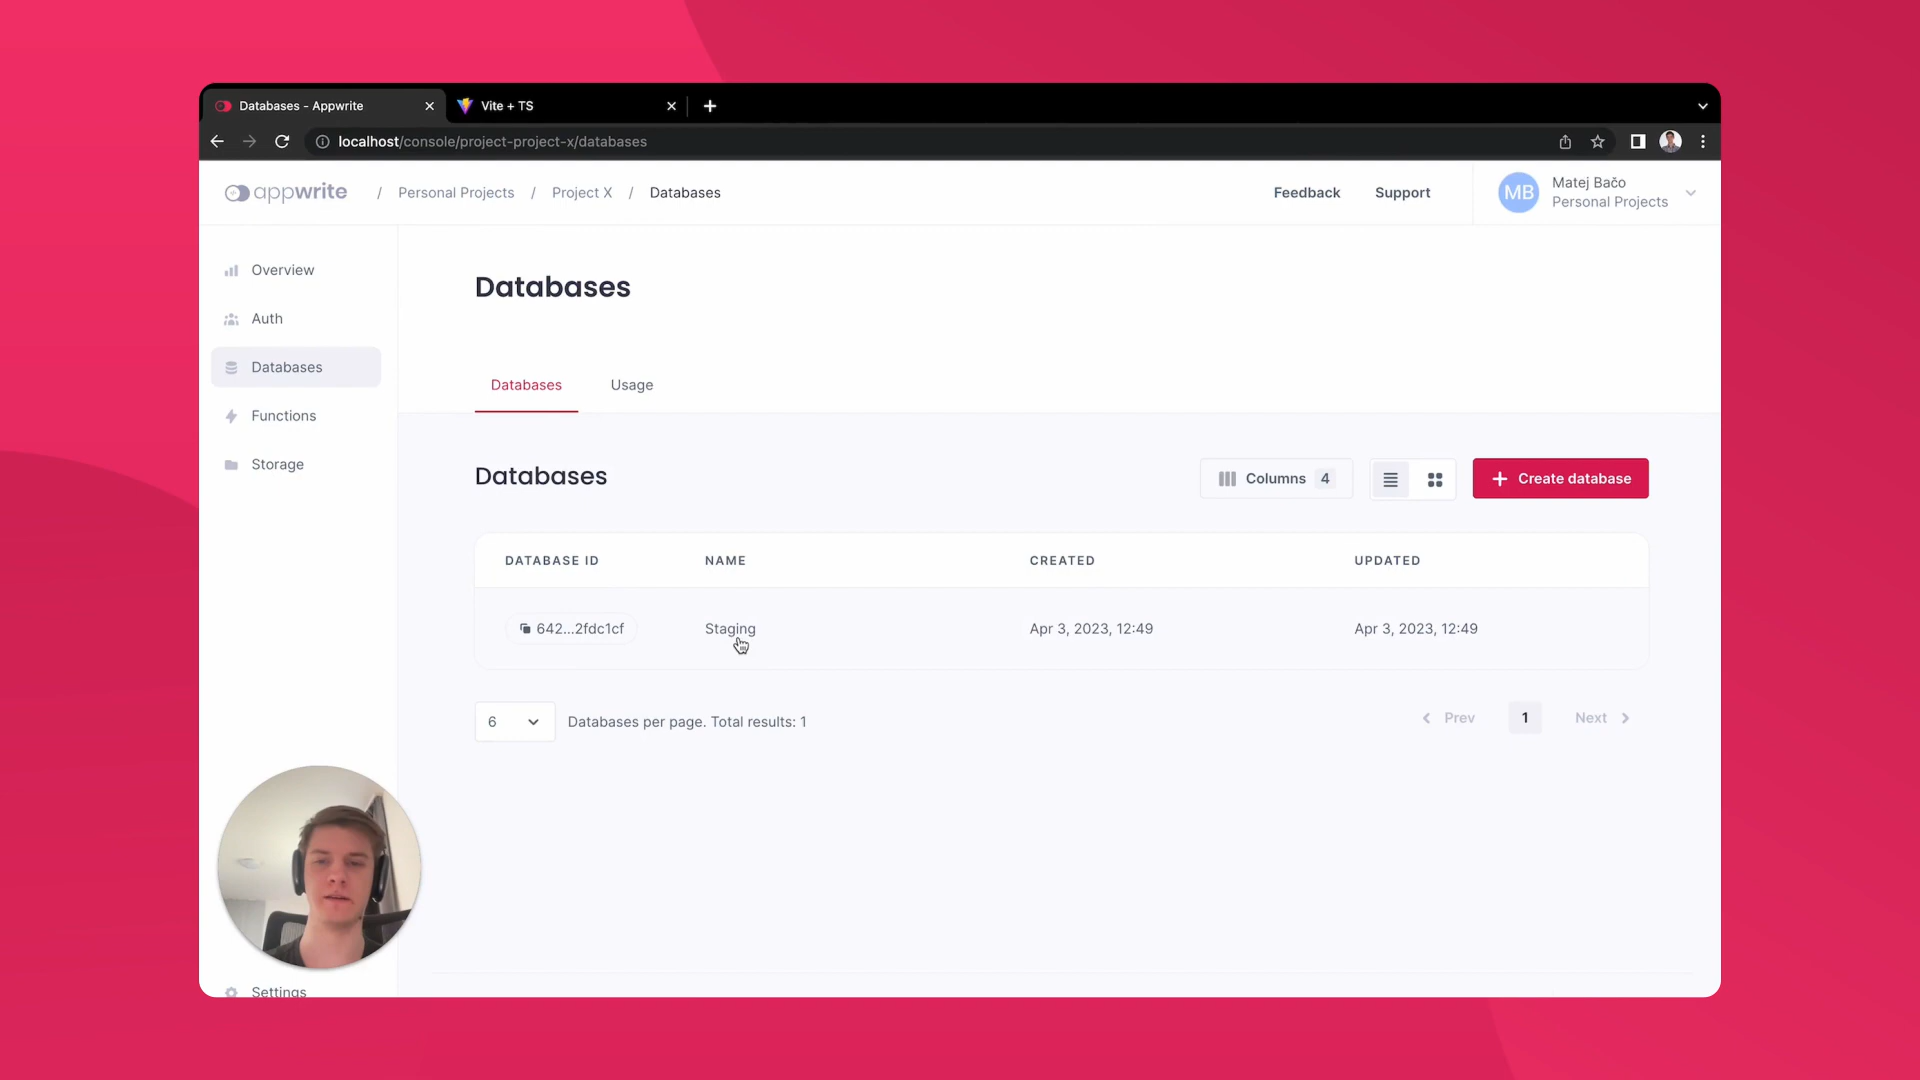 Databases - Appwrite
Vite + TS
localhost/console/project-project-x/databases
appwrite / Personal Projects / Project X / Databases
Feedback
Support
MB
Matej Bačo
Personal Projects
Overview
Auth
Databases
Functions
Storage
Settings
Databases
Databases
Usage
Databases
Columns 4
Create database
DATABASE ID NAME CREATED UPDATED
642...2fdc1cf Staging Apr 3, 2023, 12:49 Apr 3, 2023, 12:49
6 Databases per page. Total results: 1
Prev 1 Next